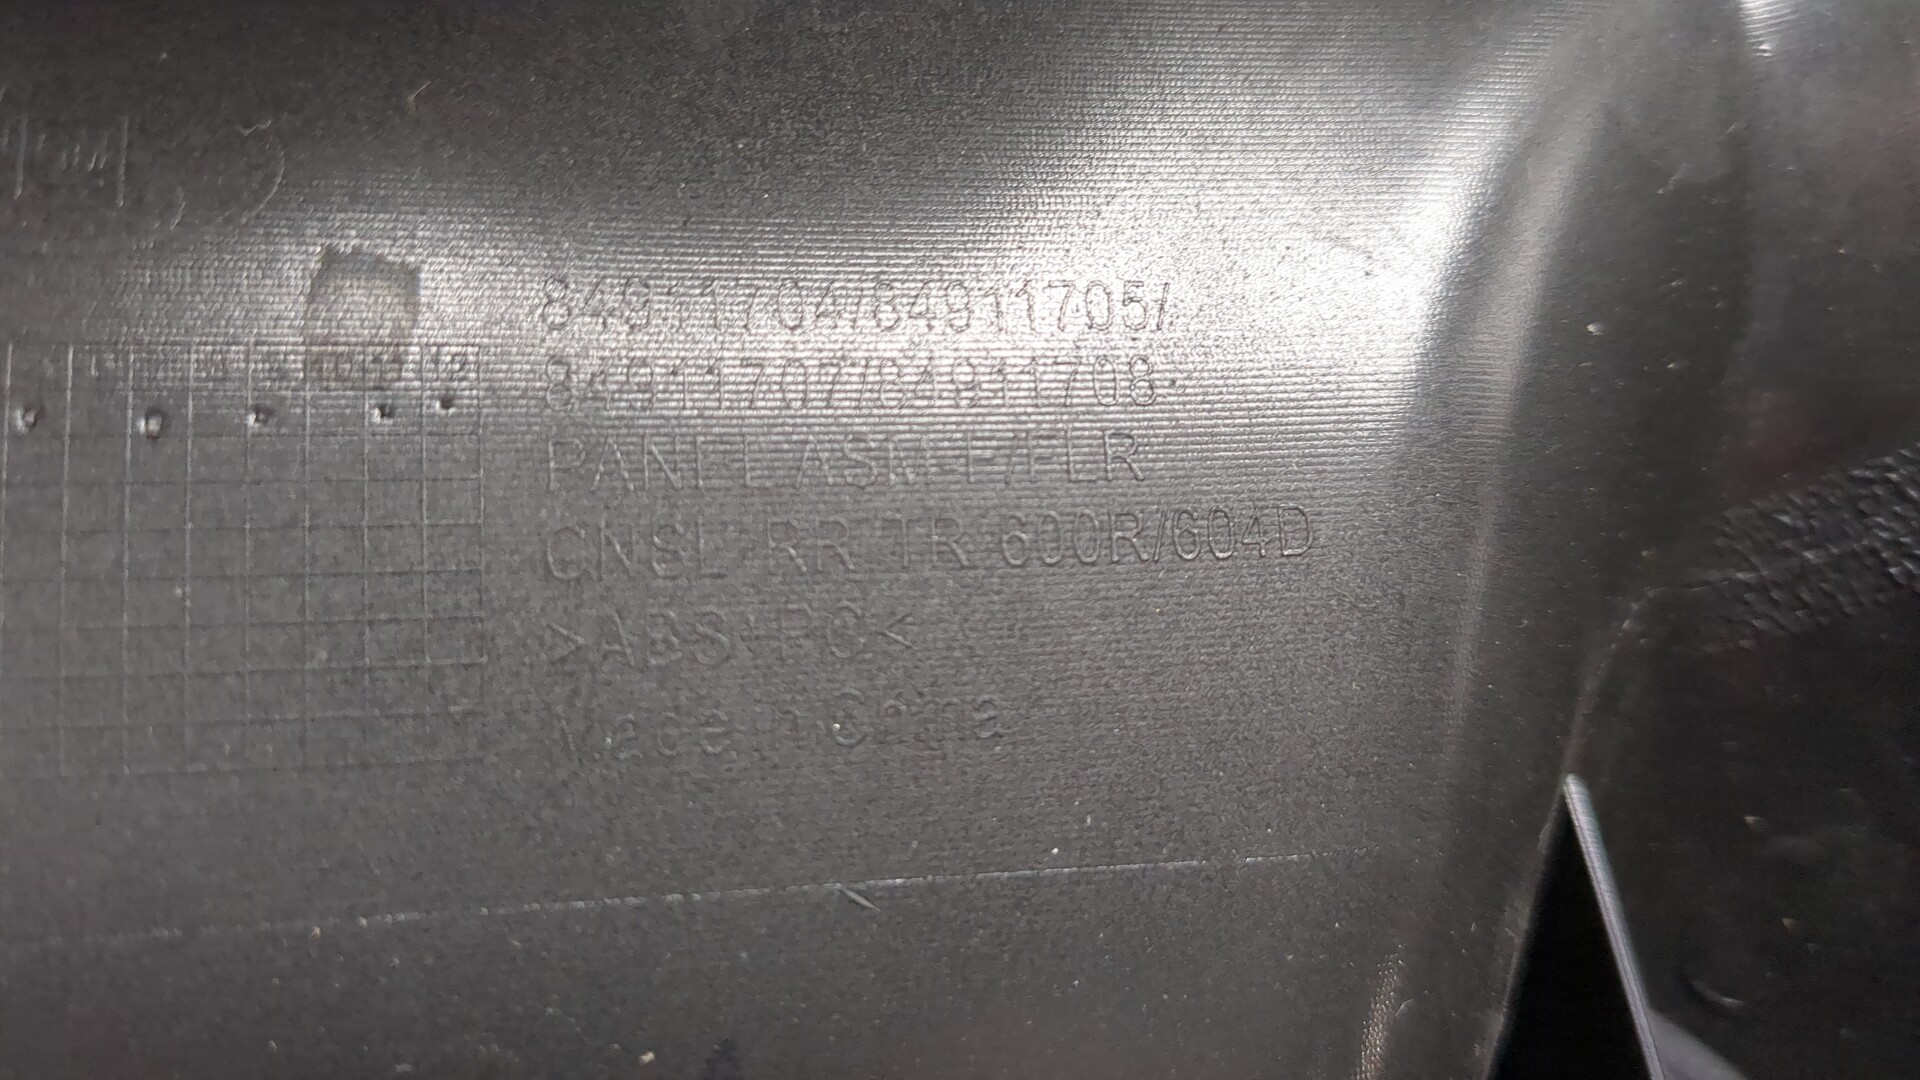 84911704/84911705/
84911707/84911708
PANEL ASM-F/FLR
CNSL RR TR 600R/604D
>ABS+PC<
Made in China